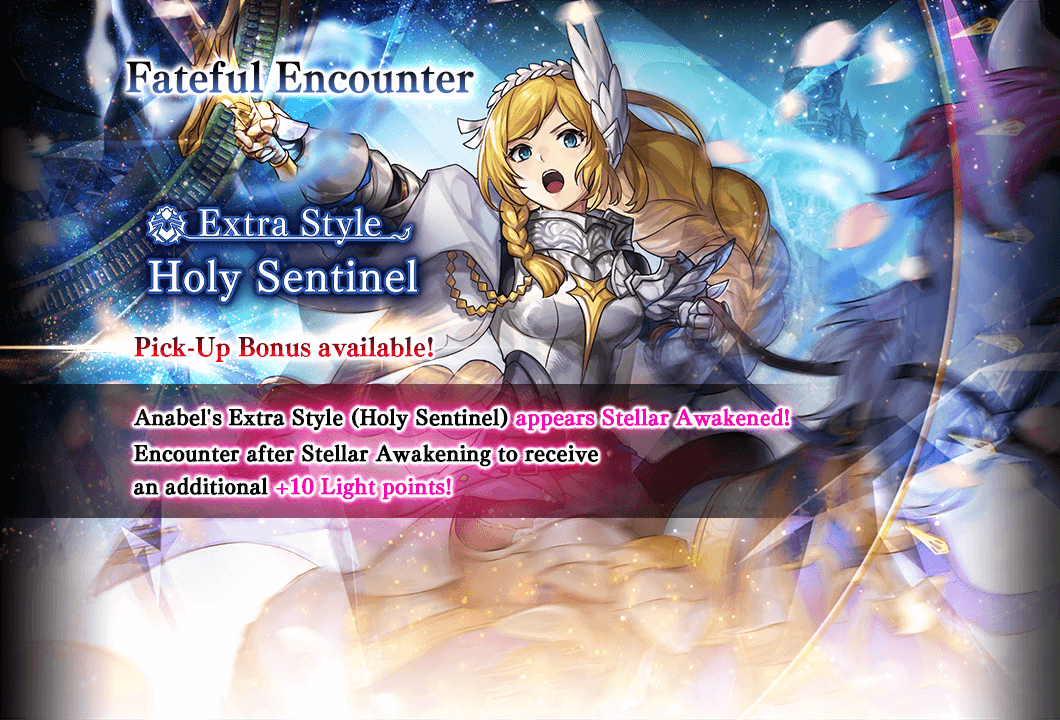 Fateful Encounter
Extra Style
Holy Sentinel
Pick-Up Bonus available!
Anabel's Extra Style (Holy Sentinel) appears Stellar Awakened!
Encounter after Stellar Awakening to receive
an additional +10 Light points!